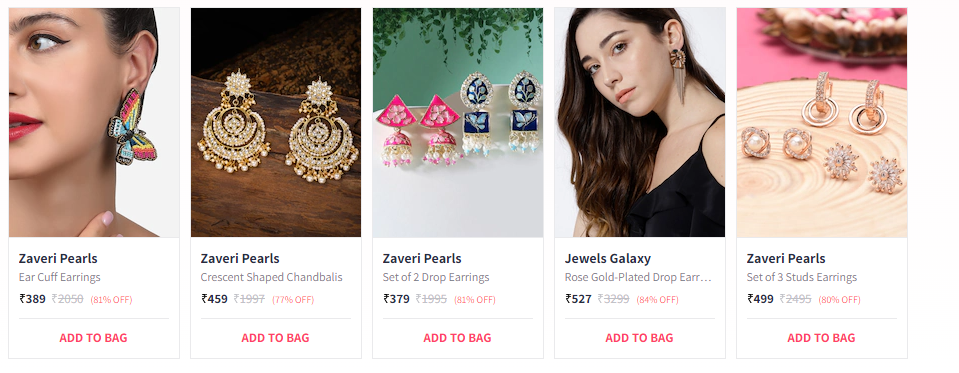 Zaveri Pearls
Ear Cuff Earrings
₹389 ₹2050 (81% OFF)
ADD TO BAG
Zaveri Pearls
Crescent Shaped Chandbalis
₹459 ₹1997 (77% OFF)
ADD TO BAG
Zaveri Pearls
Set of 2 Drop Earrings
₹379 ₹1995 (81% OFF)
ADD TO BAG
Jewels Galaxy
Rose Gold-Plated Drop Earr...
₹527 ₹3299 (84% OFF)
ADD TO BAG
Zaveri Pearls
Set of 3 Studs Earrings
₹499 ₹2495 (80% OFF)
ADD TO BAG